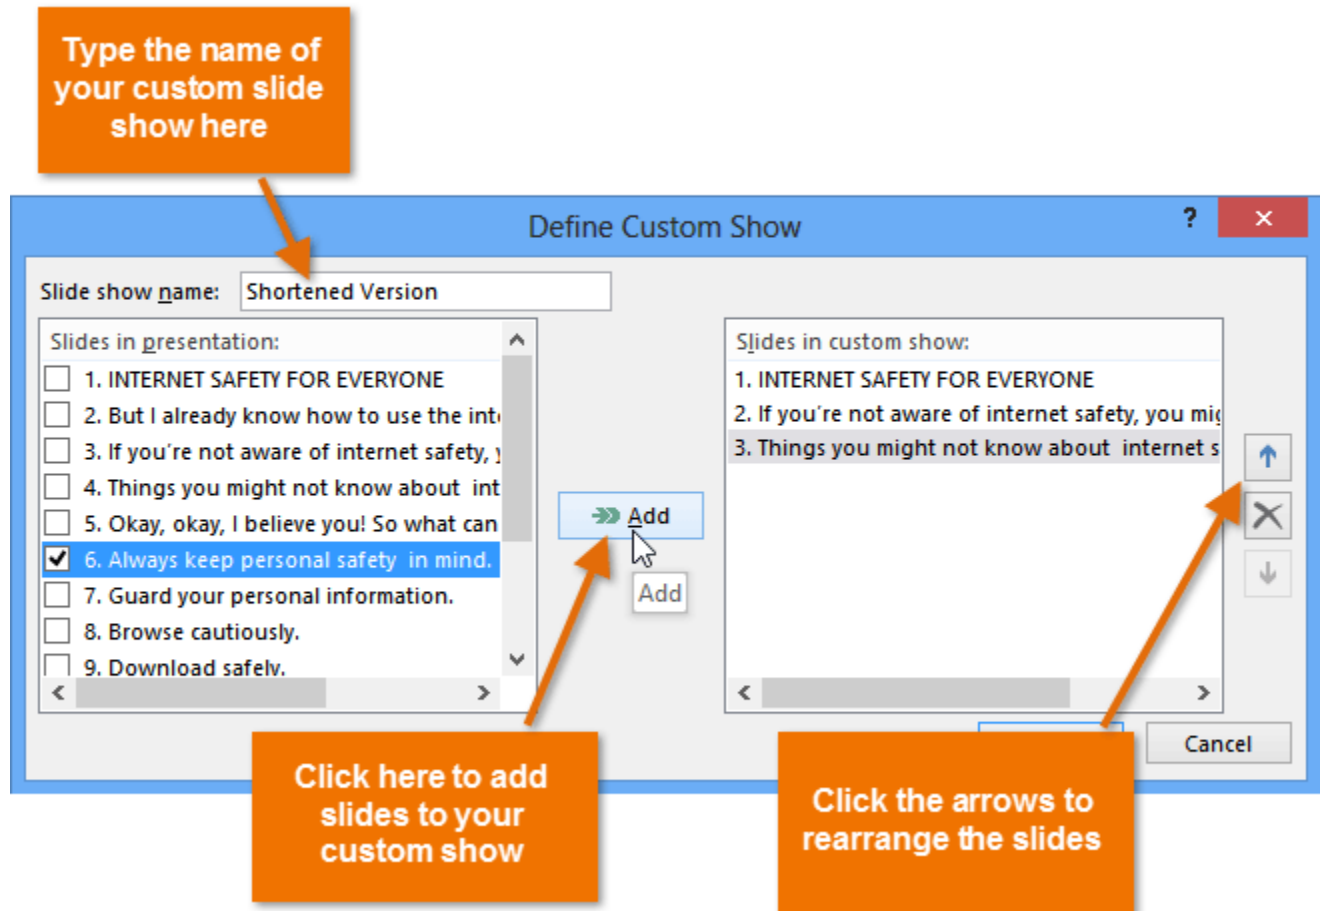 Type the name of
your custom slide
show here
Define Custom Show
?
Slide show name: Shortened Version
Slides in presentation:
1. INTERNET SAFETY FOR EVERYONE
2. But I already know how to use the
3. If you're not aware of internet safety,
4. Things you might not know about
5. Okay, okay, I believe you! So what can
6. Always keep personal safety in mind.
7. Guard your personal information.
8. Browse cautiously.
9. Download safely.
Add
Add
Slides in custom show:
1. INTERNET SAFETY FOR EVERYONE
2. If you're not aware of internet safety, you
3. Things you might not know about internet
Cancel
Click here to add
slides to your
custom show
Click the arrows to
rearrange the slides